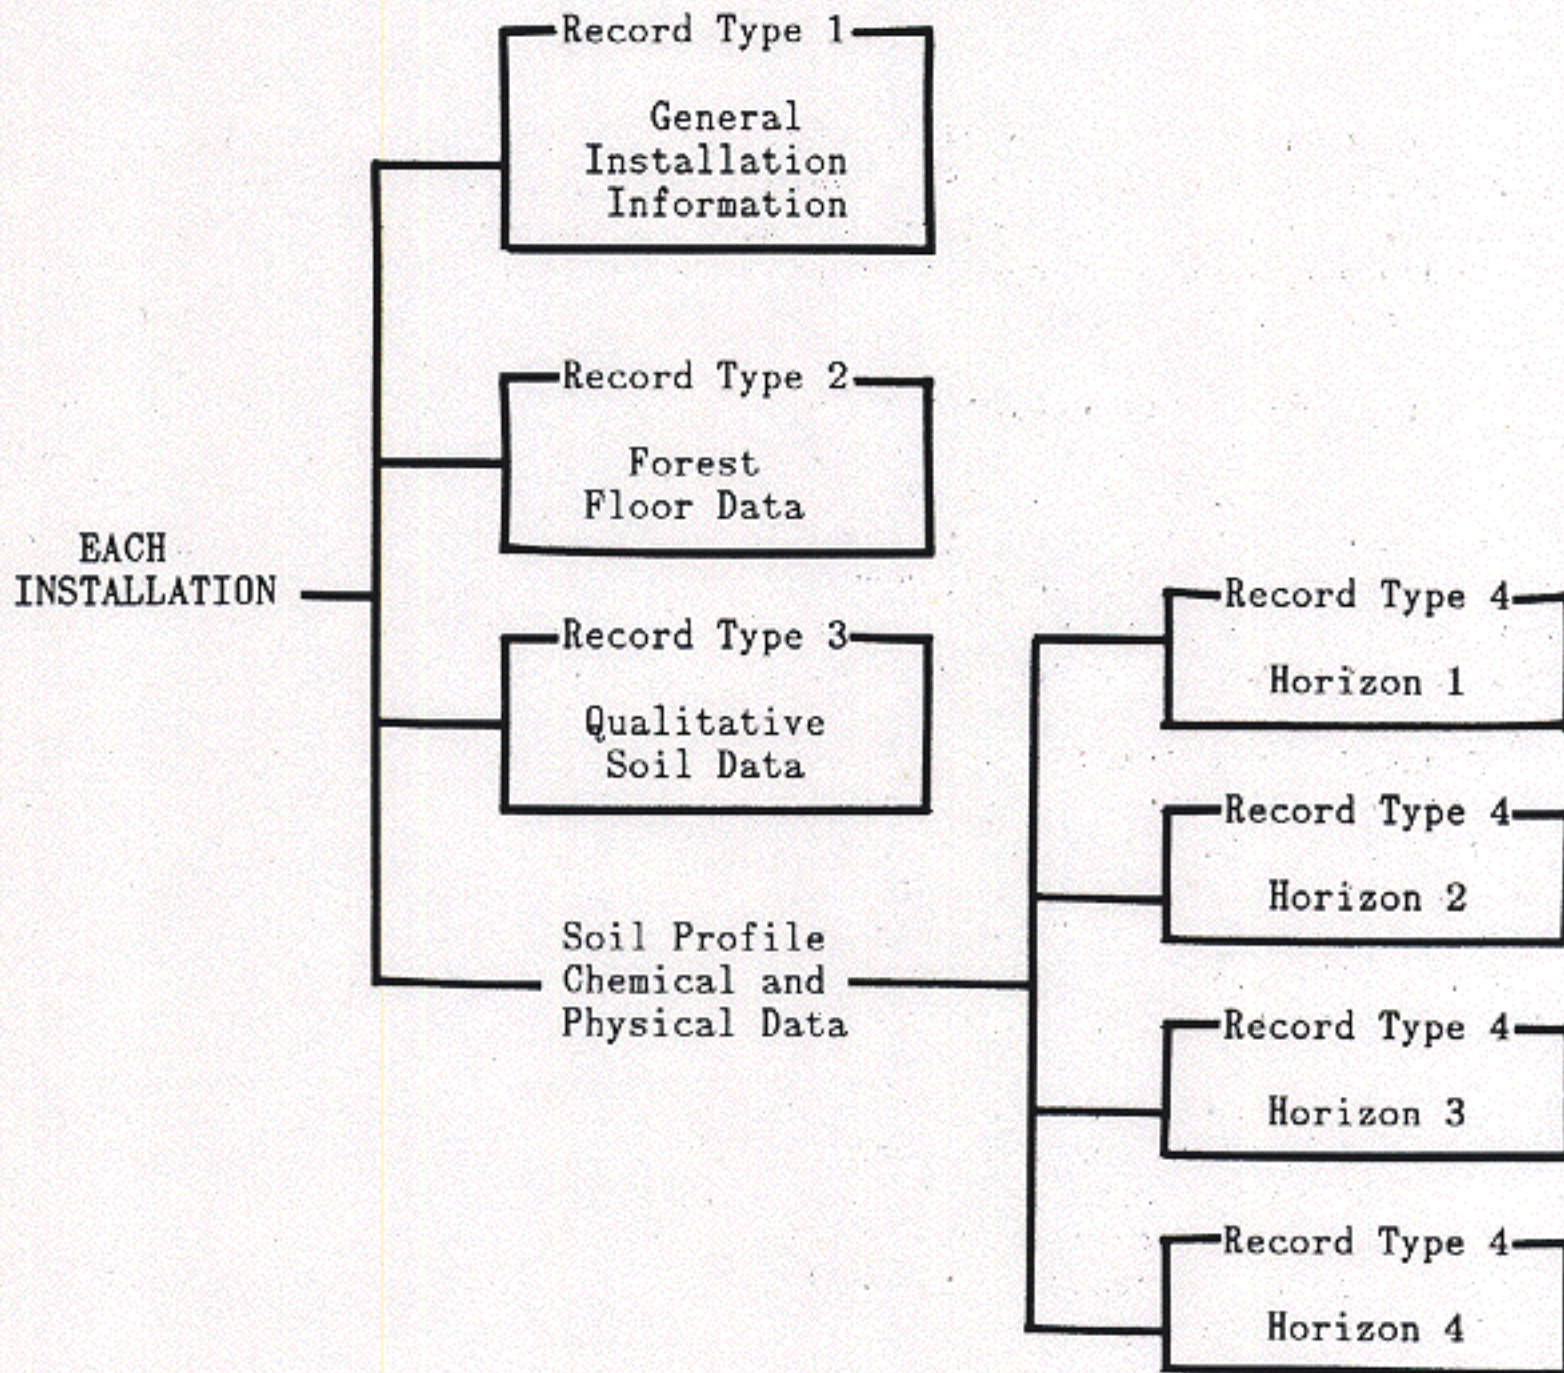 Record Type 1
General
Installation
Information
Record Type 2
Forest
Floor Data
EACH
INSTALLATION
Record Type 3
Qualitative
Soil Data
Soil Profile
Chemical and
Physical Data
Record Type 4
Horizon 1
Record Type 4
Horizon 2
Record Type 4
Horizon 3
Record Type 4
Horizon 4